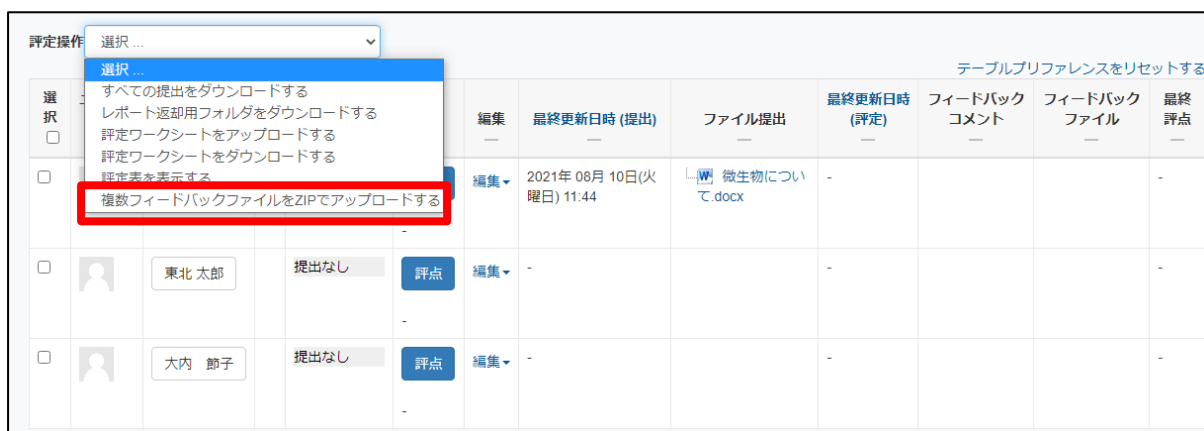 評定操作 選択 ...
選択 ...
すべての提出をダウンロードする
レポート返却用フォルダをダウンロードする
評定ワークシートをアップロードする
評定ワークシートをダウンロードする
評定表を表示する
複数フィードバックファイルをZIPでアップロードする
テーブルプリファレンスをリセットする
選択 編集 最終更新日時 (提出) ファイル提出 最終更新日時 (評定) フィードバックコメント フィードバックファイル 最終評点
編集 2021年 08月 10日(火曜日) 11:44 微生物について.docx - -
-
東北 太郎 提出なし 評点 編集 - - -
-
大内 節子 提出なし 評点 編集 - - -
-